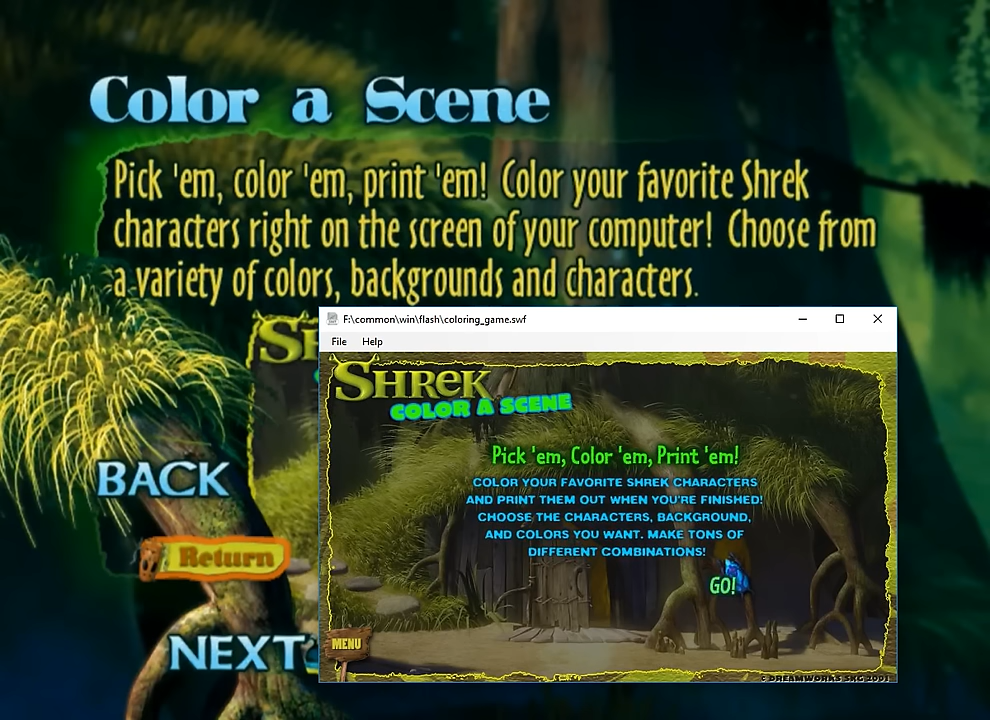 Color a Scene
Pick 'em, color 'em, print 'em! Color your favorite Shrek
characters right on the screen of your computer! Choose from
a variety of colors, backgrounds and characters.
F:\common\win\flash\coloring_game.swf
File Help
SHREK
COLOR A SCENE
Pick 'em, Color 'em, Print 'em!
COLOR YOUR FAVORITE SHREK CHARACTERS
AND PRINT THEM OUT WHEN YOU'RE FINISHED!
CHOOSE THE CHARACTERS, BACKGROUND,
AND COLORS YOU WANT. MAKE TONS OF
DIFFERENT COMBINATIONS!
GO!
MENU
© DREAMWORKS SKG 2001
BACK
Return
NEXT